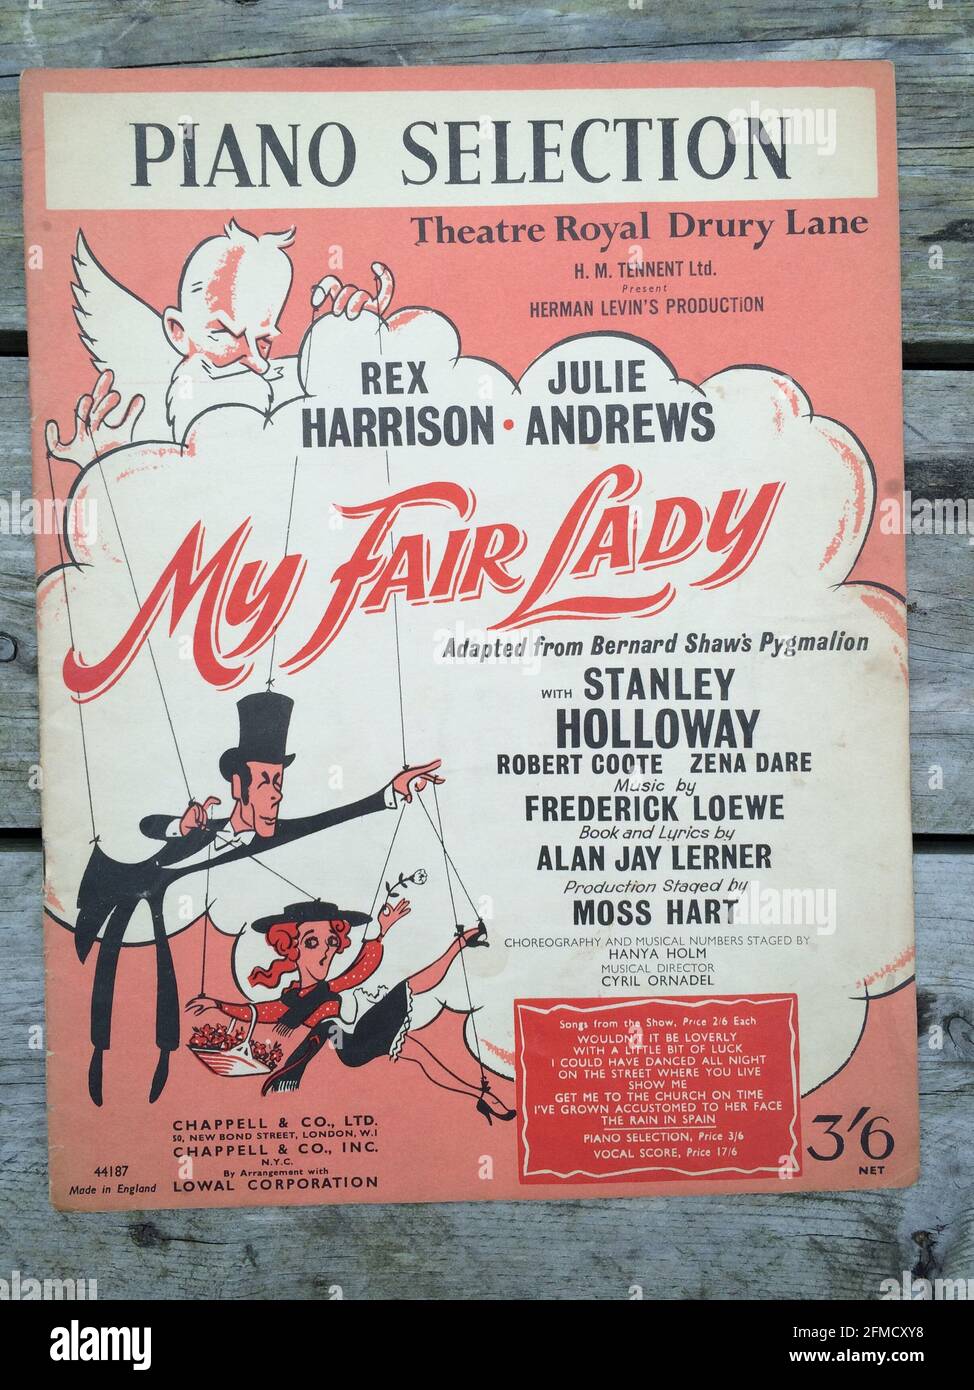 PIANO SELECTION
Theatre Royal Drury Lane
H. M. TENNENT Ltd.
Present
HERMAN LEVIN'S PRODUCTION
REX HARRISON • JULIE ANDREWS
MY FAIR LADY
Adapted from Bernard Shaw's Pygmalion
WITH STANLEY
HOLLOWAY
ROBERT COOTE ZENA DARE
Music by
FREDERICK LOEWE
Book and Lyrics by
ALAN JAY LERNER
Production Staged by
MOSS HART
CHOREOGRAPHY AND MUSICAL NUMBERS STAGED BY
HANYA HOLM
MUSICAL DIRECTOR
CYRIL ORNADEL
Songs from the Show, Price 2/6 Each
WOULDN'T IT BE LOVERLY
WITH A LITTLE BIT OF LUCK
I COULD HAVE DANCED ALL NIGHT
ON THE STREET WHERE YOU LIVE
SHOW ME
GET ME TO THE CHURCH ON TIME
I'VE GROWN ACCUSTOMED TO HER FACE
THE RAIN IN SPAIN
PIANO SELECTION, Price 3/6
VOCAL SCORE, Price 17/6
3'6
NET
CHAPPELL & CO., LTD.
50, NEW BOND STREET, LONDON, W.1
CHAPPELL & CO., INC.
N.Y.C.
By Arrangement with
LOWAL CORPORATION
44187
Made in England
alamy
Image ID: 2FMCXY8
www.alamy.com